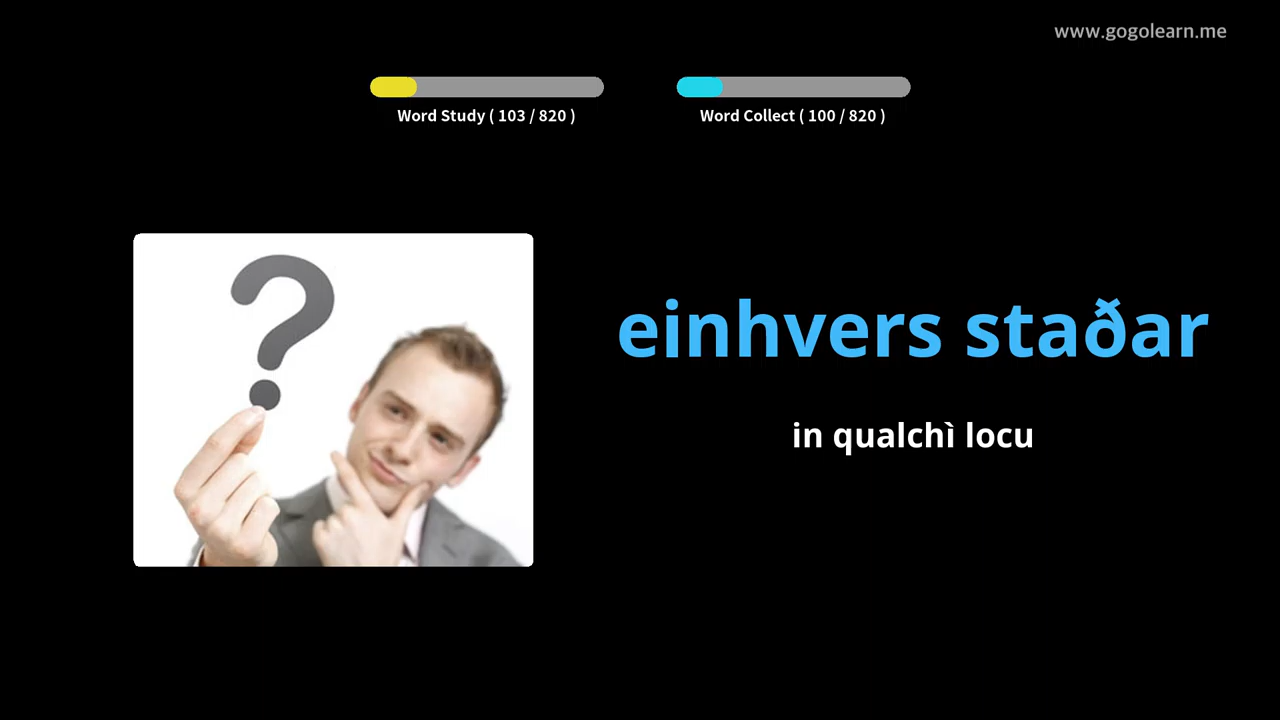 www.gogolearn.me
Word Study ( 103 / 820 )
Word Collect ( 100 / 820 )
einhvers staðar
in qualchì locu